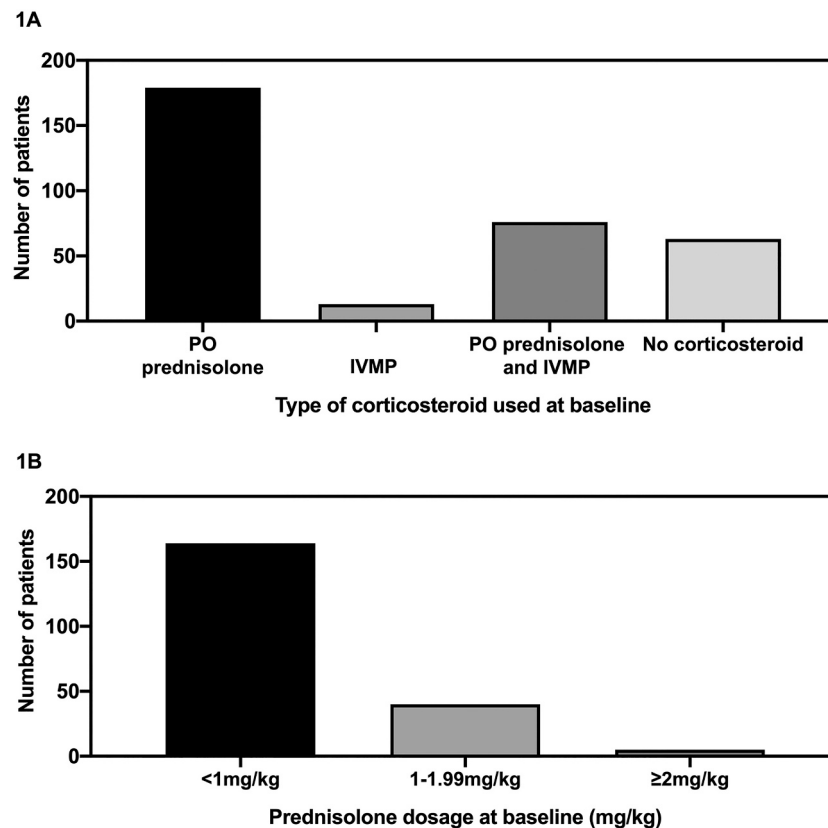 1A
Number of patients
200
150
100
50
0
PO
prednisolone
IVMP
PO prednisolone
and IVMP
No corticosteroid
Type of corticosteroid used at baseline
1B
Number of patients
200
150
100
50
0
<1mg/kg
1-1.99mg/kg
≥2mg/kg
Prednisolone dosage at baseline (mg/kg)